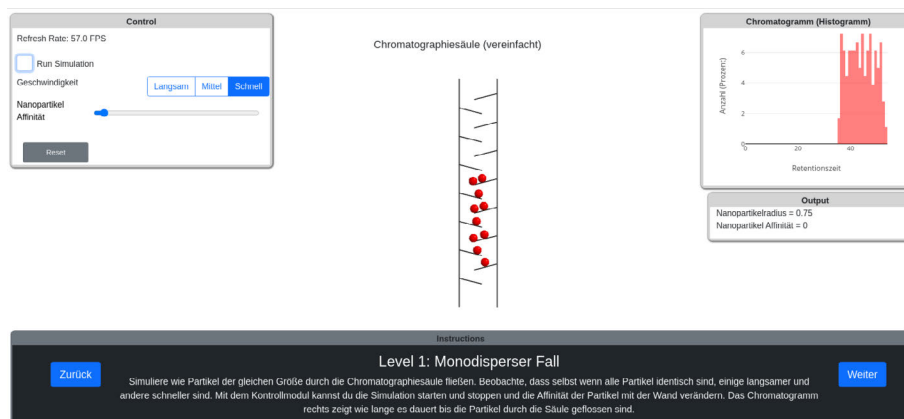 Control
Refresh Rate: 57.0 FPS
Run Simulation
Geschwindigkeit
Langsam Mittel Schnell
Nanopartikel
Affinität
Reset
Chromatographiesäule (vereinfacht)
Chromatogramm (Histogramm)
Anzahl (Prozent)
6
4
2
0
0 20 40
Retentionszeit
Output
Nanopartikelradius = 0.75
Nanopartikel Affinität = 0
Instructions
Zurück
Level 1: Monodisperser Fall
Weiter
Simuliere wie Partikel der gleichen Größe durch die Chromatographiesäule fließen. Beobachte, dass selbst wenn alle Partikel identisch sind, einige langsamer und
andere schneller sind. Mit dem Kontrollmodul kannst du die Simulation starten und stoppen und die Affinität der Partikel mit der Wand verändern. Das Chromatogramm
rechts zeigt wie lange es dauert bis die Partikel durch die Säule geflossen sind.